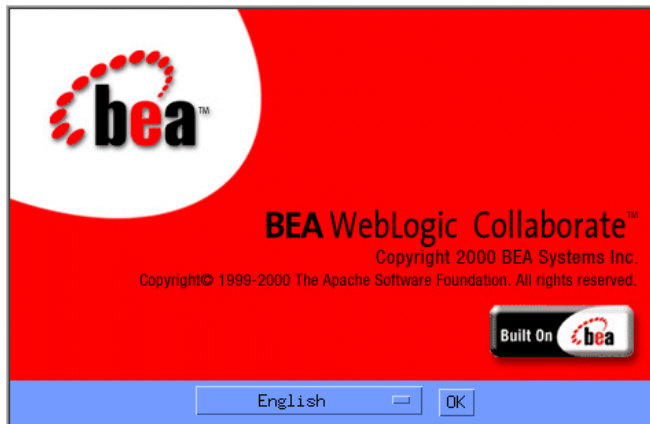 bea™
BEA WebLogic Collaborate™
Copyright 2000 BEA Systems Inc.
Copyright© 1999-2000 The Apache Software Foundation. All rights reserved.
Built On bea
English OK